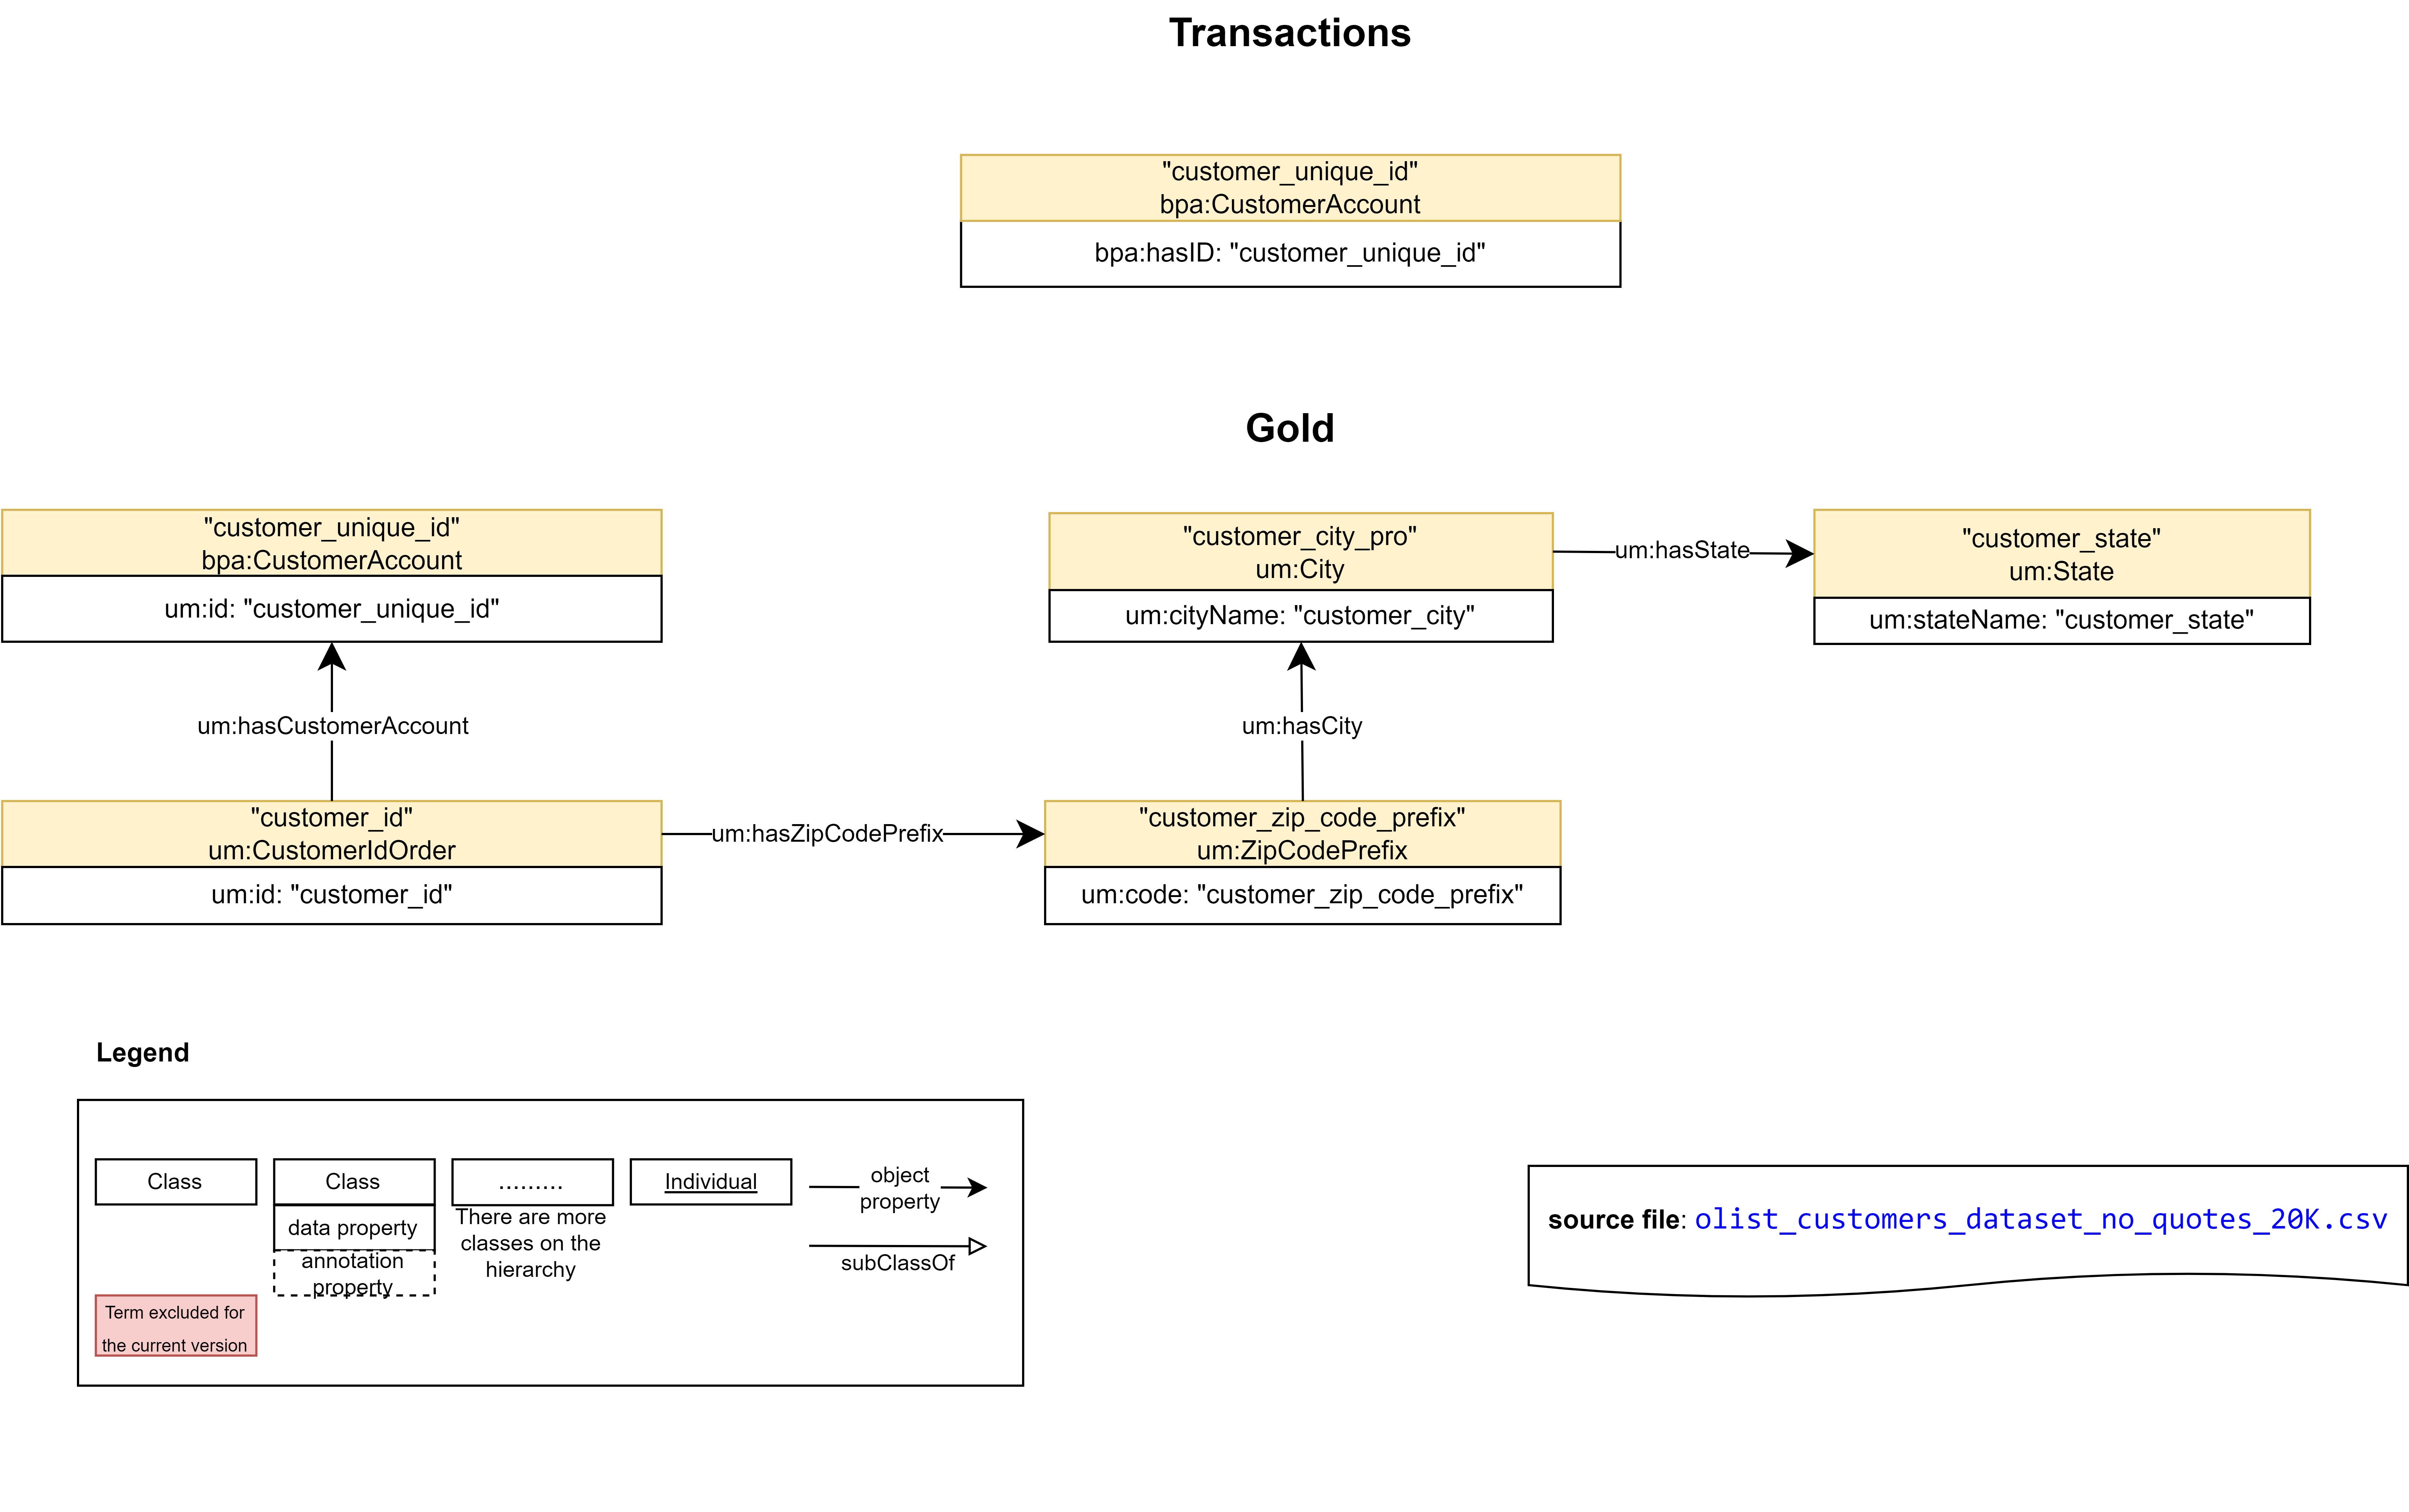 Transactions
"customer_unique_id"
bpa:CustomerAccount
bpa:hasID: "customer_unique_id"
Gold
"customer_unique_id"
bpa:CustomerAccount
um:id: "customer_unique_id"
"customer_city_pro"
um:City
um:cityName: "customer_city"
um:hasState
"customer_state"
um:State
um:stateName: "customer_state"
um:hasCustomerAccount
um:hasCity
"customer_id"
um:CustomerIdOrder
um:id: "customer_id"
um:hasZipCodePrefix
"customer_zip_code_prefix"
um:ZipCodePrefix
um:code: "customer_zip_code_prefix"
Legend
Class
Class
data property
annotation
property
.........
There are more
classes on the
hierarchy
Individual
object
property
subClassOf
Term excluded for
the current version
source file: olist_customers_dataset_no_quotes_20K.csv